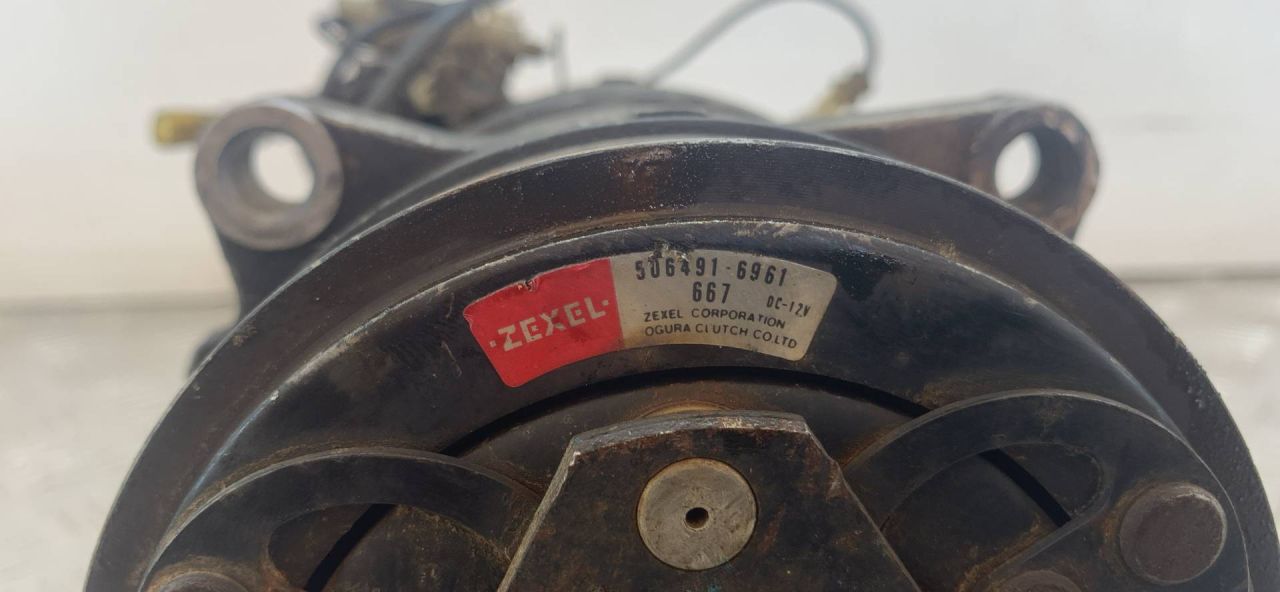 ·ZEXEL·
506491-6961
667 DC-12V
ZEXEL CORPORATION
OGURA CLUTCH CO.LTD